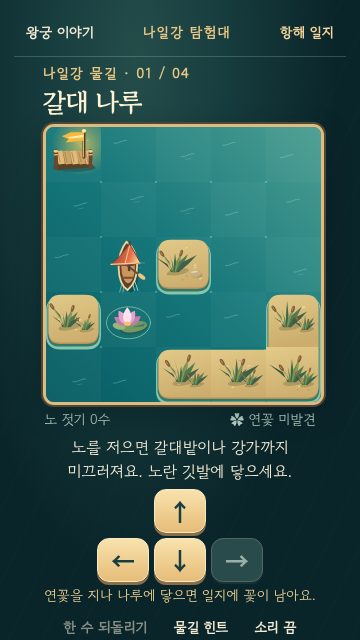 왕궁 이야기 나일강 탐험대 항해 일지
나일강 물길 · 01 / 04
갈대 나루
노 젓기 0수 연꽃 미발견
노를 저으면 갈대밭이나 강가까지
미끄러져요. 노란 깃발에 닿으세요.
↑
← ↓ →
연꽃을 지나 나루에 닿으면 일지에 꽃이 남아요.
한 수 되돌리기 물길 힌트 소리 끔